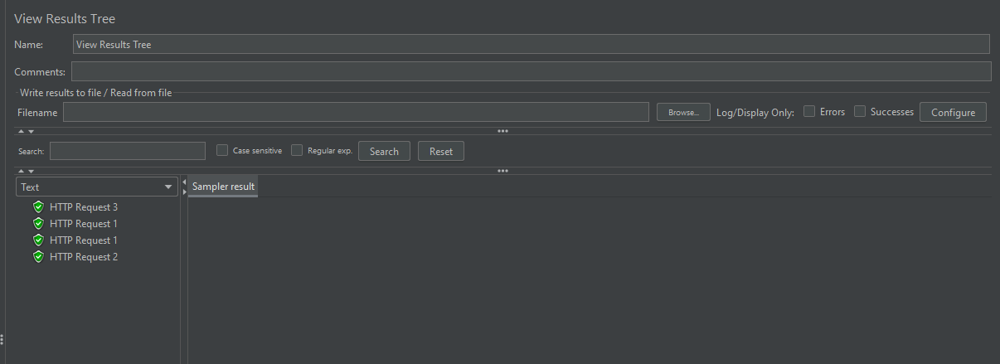 View Results Tree
Name: View Results Tree
Comments:
Write results to file / Read from file
Filename Browse... Log/Display Only: Errors Successes Configure
Search: Case sensitive Regular exp. Search Reset
Text Sampler result
HTTP Request 3
HTTP Request 1
HTTP Request 1
HTTP Request 2